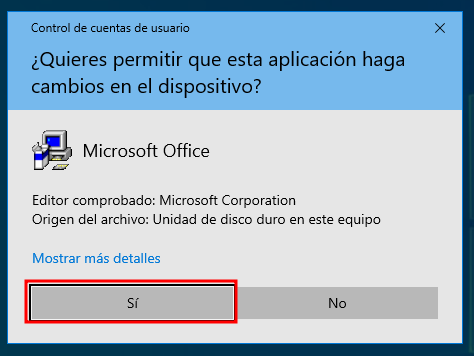 Control de cuentas de usuario
¿Quieres permitir que esta aplicación haga
cambios en el dispositivo?
Microsoft Office
Editor comprobado: Microsoft Corporation
Origen del archivo: Unidad de disco duro en este equipo
Mostrar más detalles
Sí
No